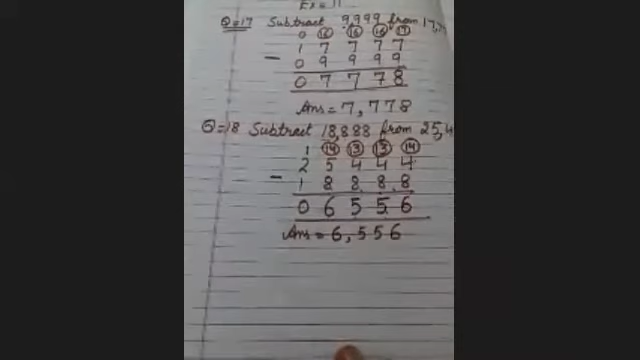 Ex=11
Q=17 Subtract 9,999 from 17,77
0 16 16 16 17
1 7 7 7 7
- 0 9 9 9 9
0 7 7 7 8
Ans = 7,778
Q=18 Subtract 18,888 from 25,4
1 14 13 13 14
2 5 4 4 4
- 1 8 8 8 8
0 6 5 5 6
Ans = 6,556